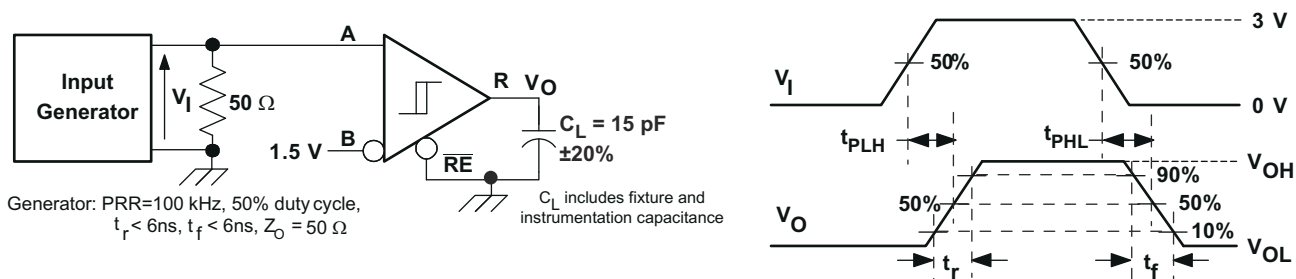 Input
Generator
V_I
50 Ω
A
B
1.5 V
R
V_O
R̅E̅
C_L = 15 pF
±20%
C_L includes fixture and
instrumentation capacitance
Generator: PRR=100 kHz, 50% duty cycle,
t_r < 6ns, t_f < 6ns, Z_O = 50 Ω
3 V
50%
50%
V_I
0 V
t_PLH
t_PHL
V_OH
90%
50%
50%
V_O
10%
V_OL
t_r
t_f